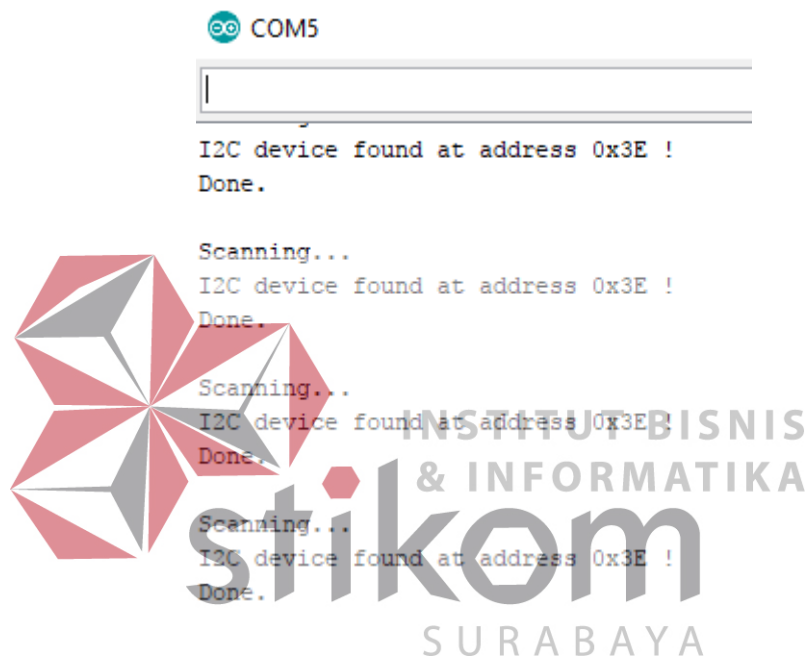 COM5
I2C device found at address 0x3E !
Done.
Scanning...
I2C device found at address 0x3E !
Done.
Scanning...
I2C device found at address 0x3E !
Done.
Scanning...
I2C device found at address 0x3E !
Done.
INSTITUT BISNIS
& INFORMATIKA
stikom
SURABAYA